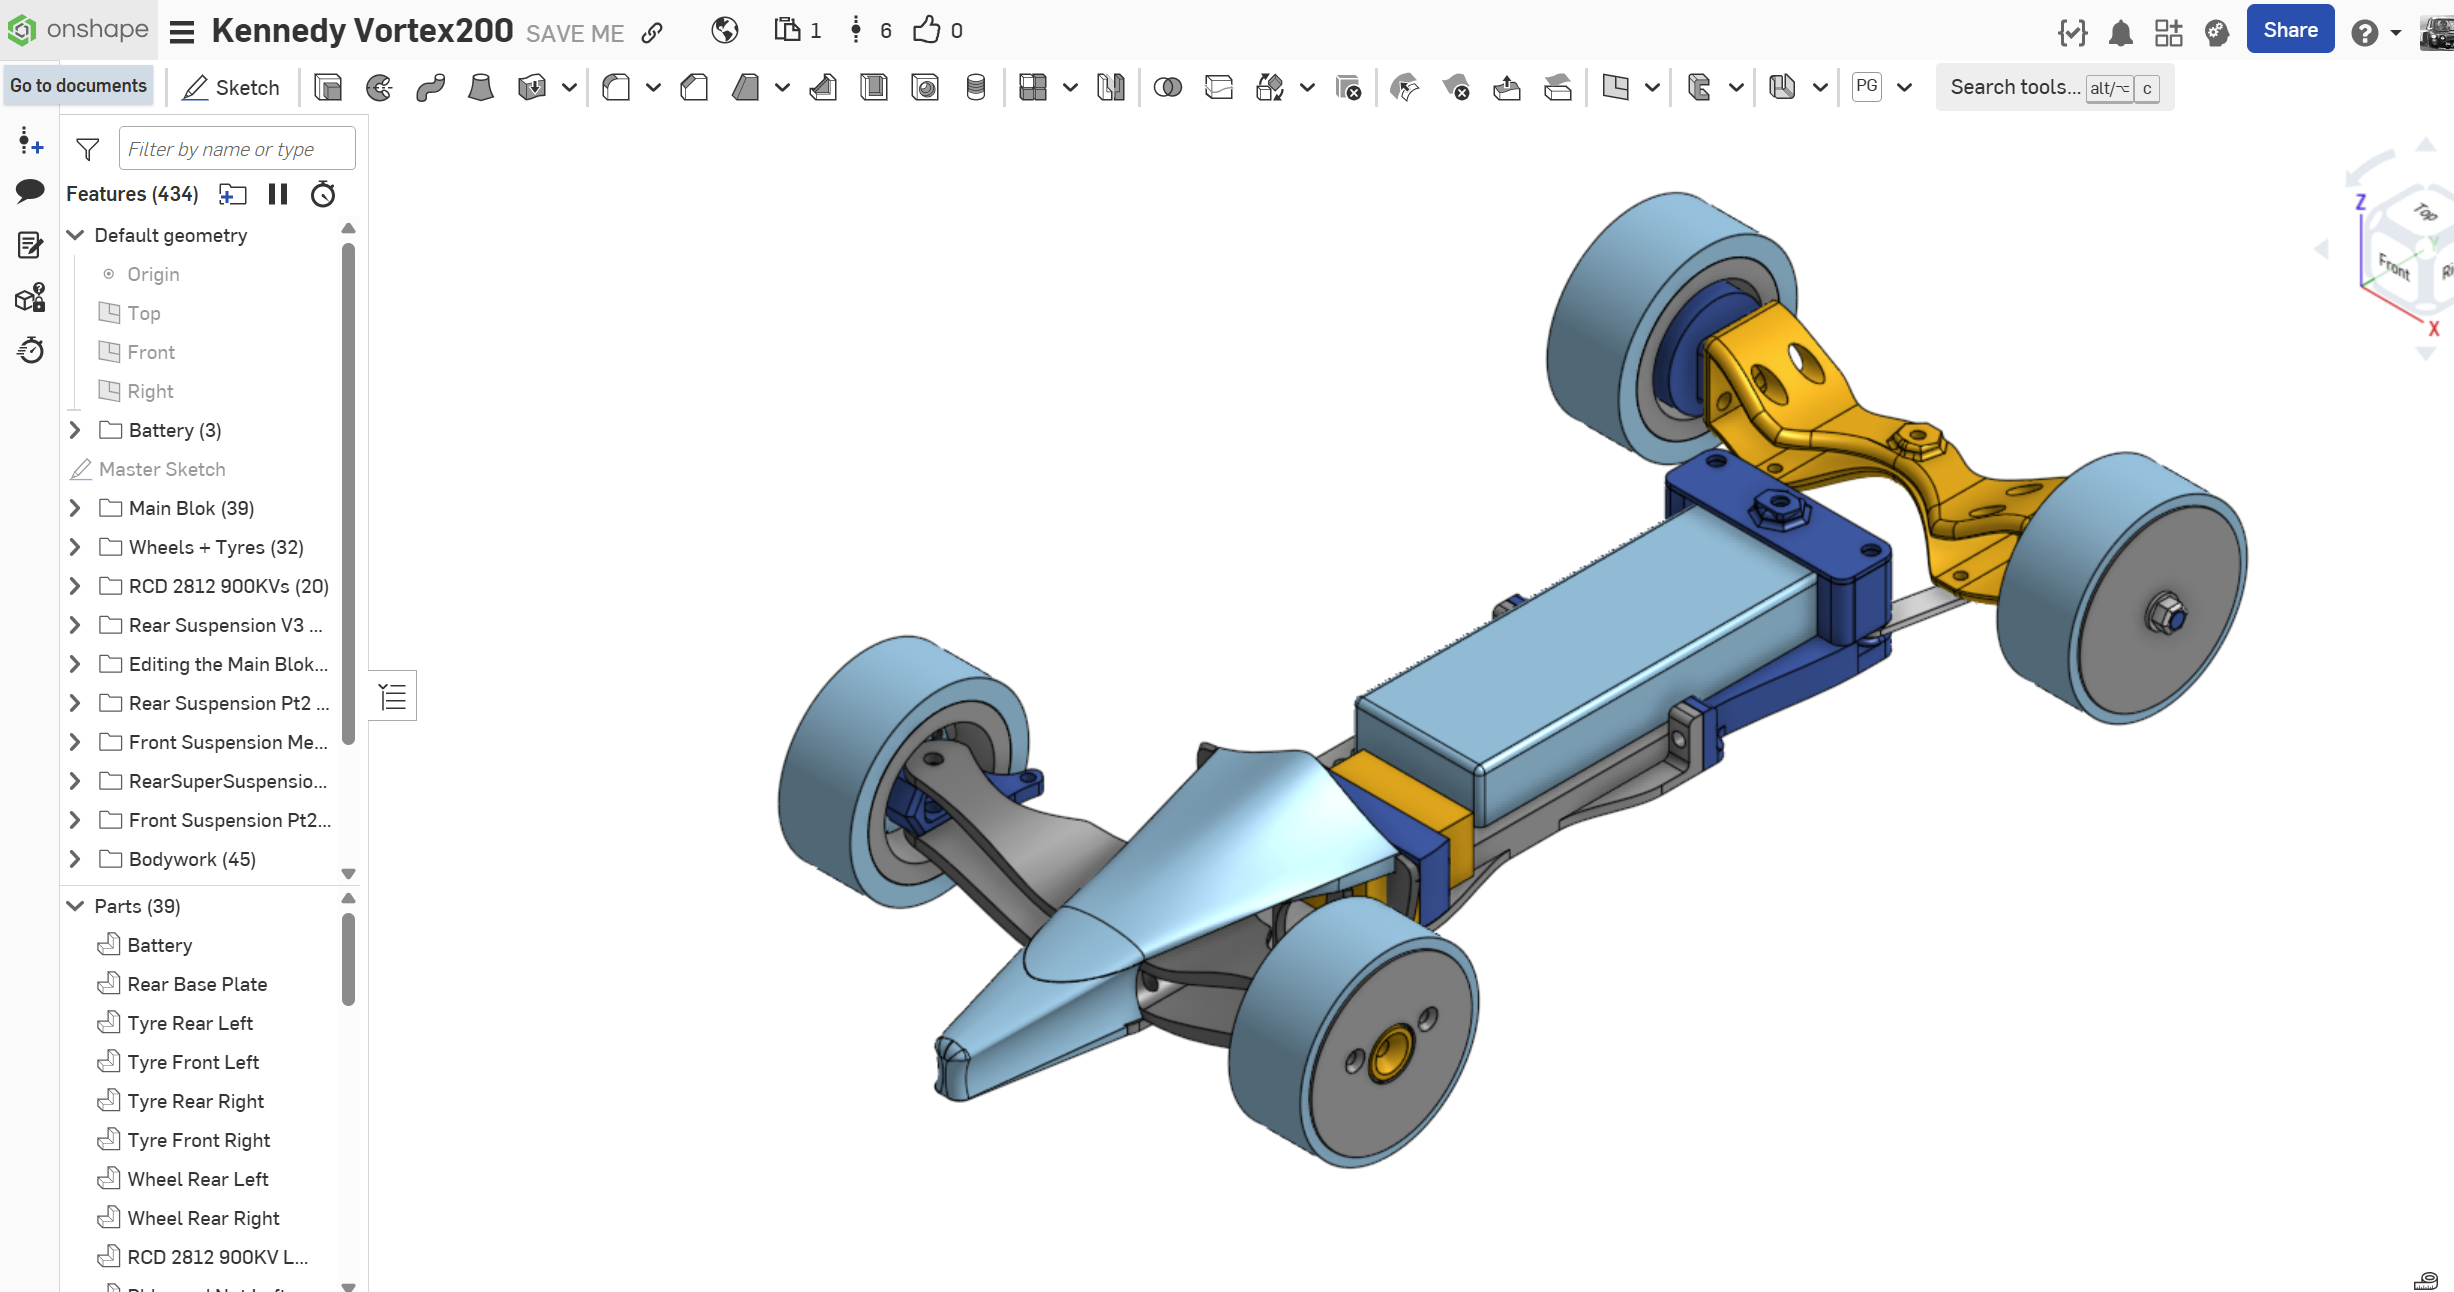 onshape
Kennedy Vortex200 SAVE ME
1
6
0
Share
Go to documents
Sketch
PG
Search tools... alt/⌥ c
Filter by name or type
Features (434)
Default geometry
Origin
Top
Front
Right
Battery (3)
Master Sketch
Main Blok (39)
Wheels + Tyres (32)
RCD 2812 900KVs (20)
Rear Suspension V3 ...
Editing the Main Blok...
Rear Suspension Pt2 ...
Front Suspension Me...
RearSuperSuspensio...
Front Suspension Pt2...
Bodywork (45)
Parts (39)
Battery
Rear Base Plate
Tyre Rear Left
Tyre Front Left
Tyre Rear Right
Tyre Front Right
Wheel Rear Left
Wheel Rear Right
RCD 2812 900KV L...
Z
Top
Y
Front
Ri
X